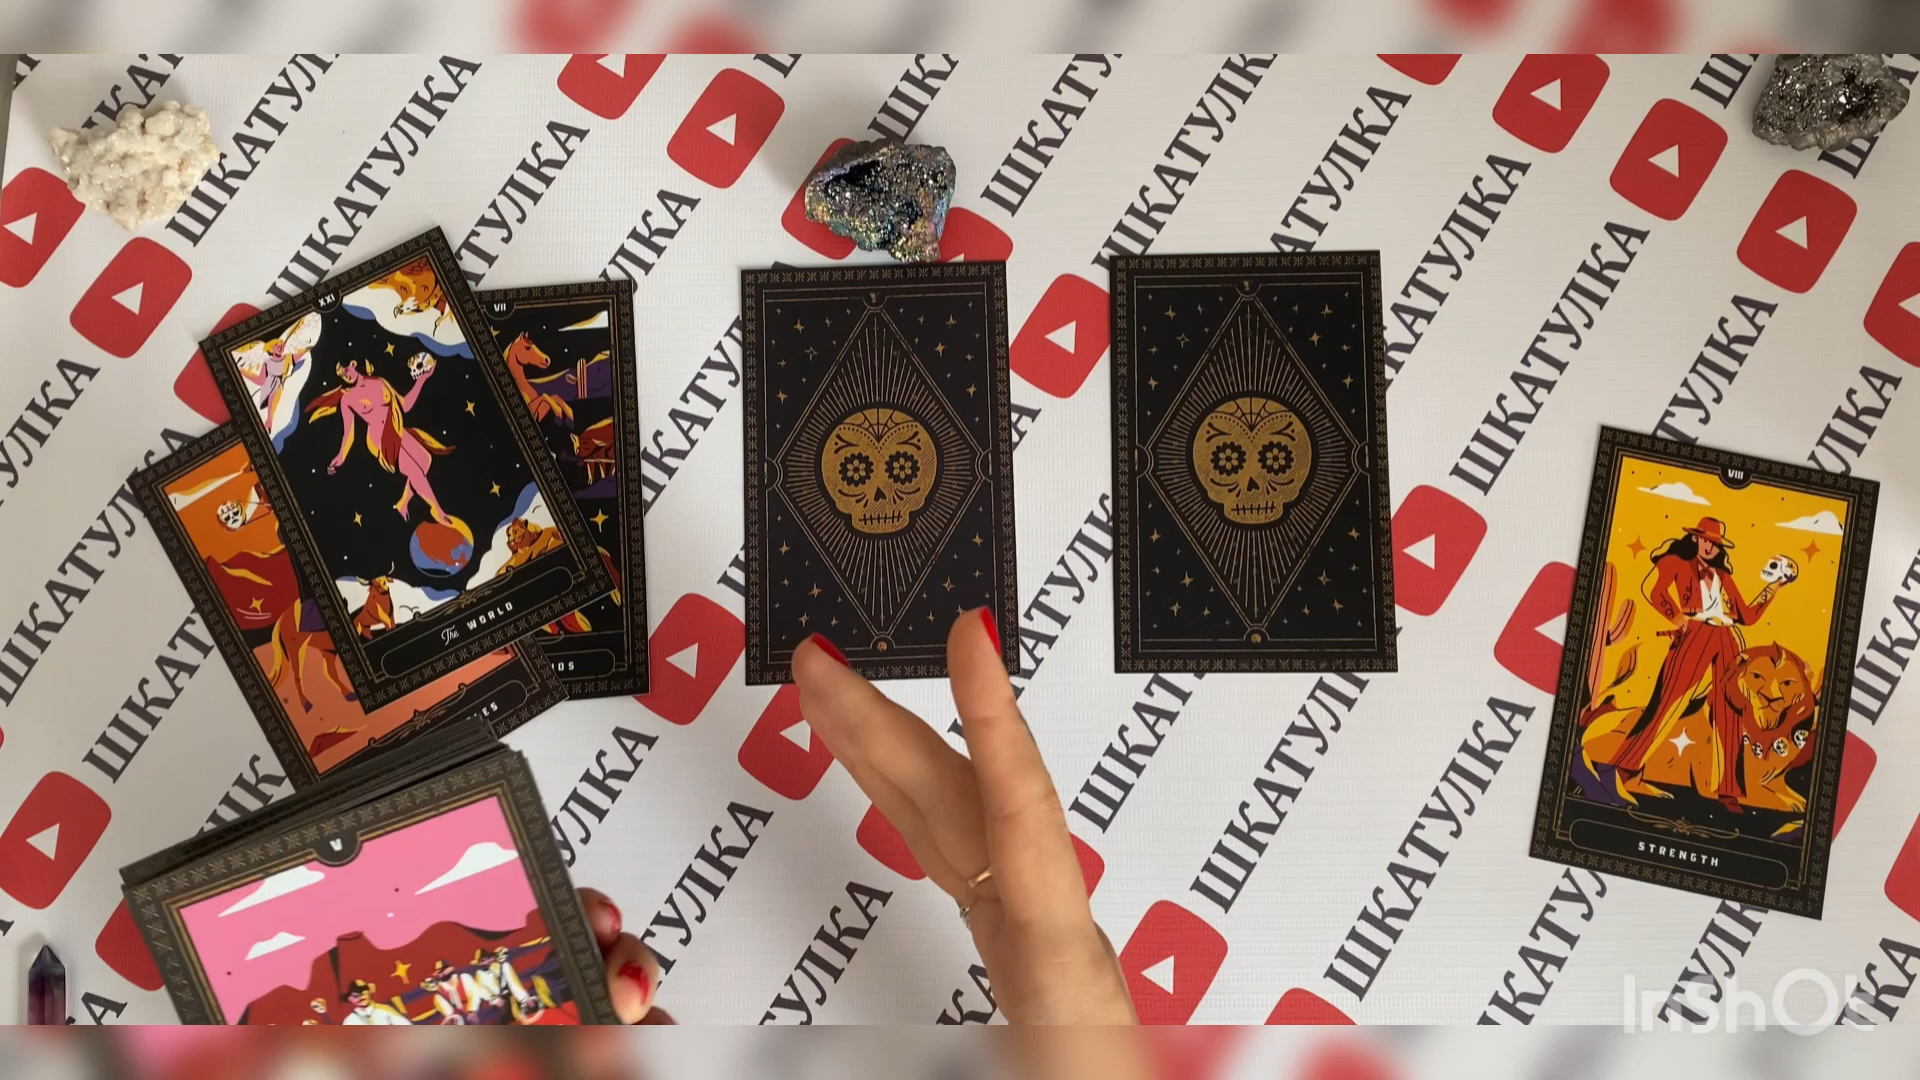 ШКАТУЛКА
XXI
The WORLD
VII
VIII
STRENGTH
V
InShOt